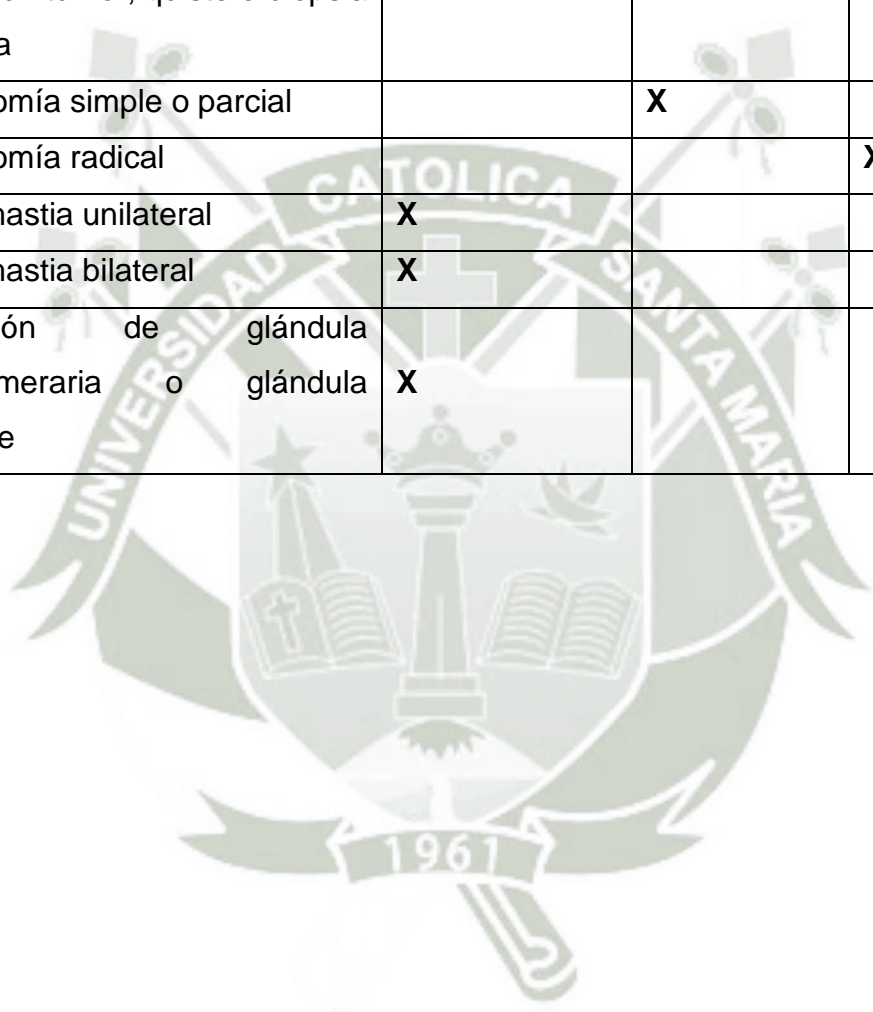 a
omía simple o parcial X
omía radical
nastia unilateral X
nastia bilateral X
ón de glándula
meraria o glándula X
e
UNIVERSIDAD CATOLICA SANTA MARIA
1961